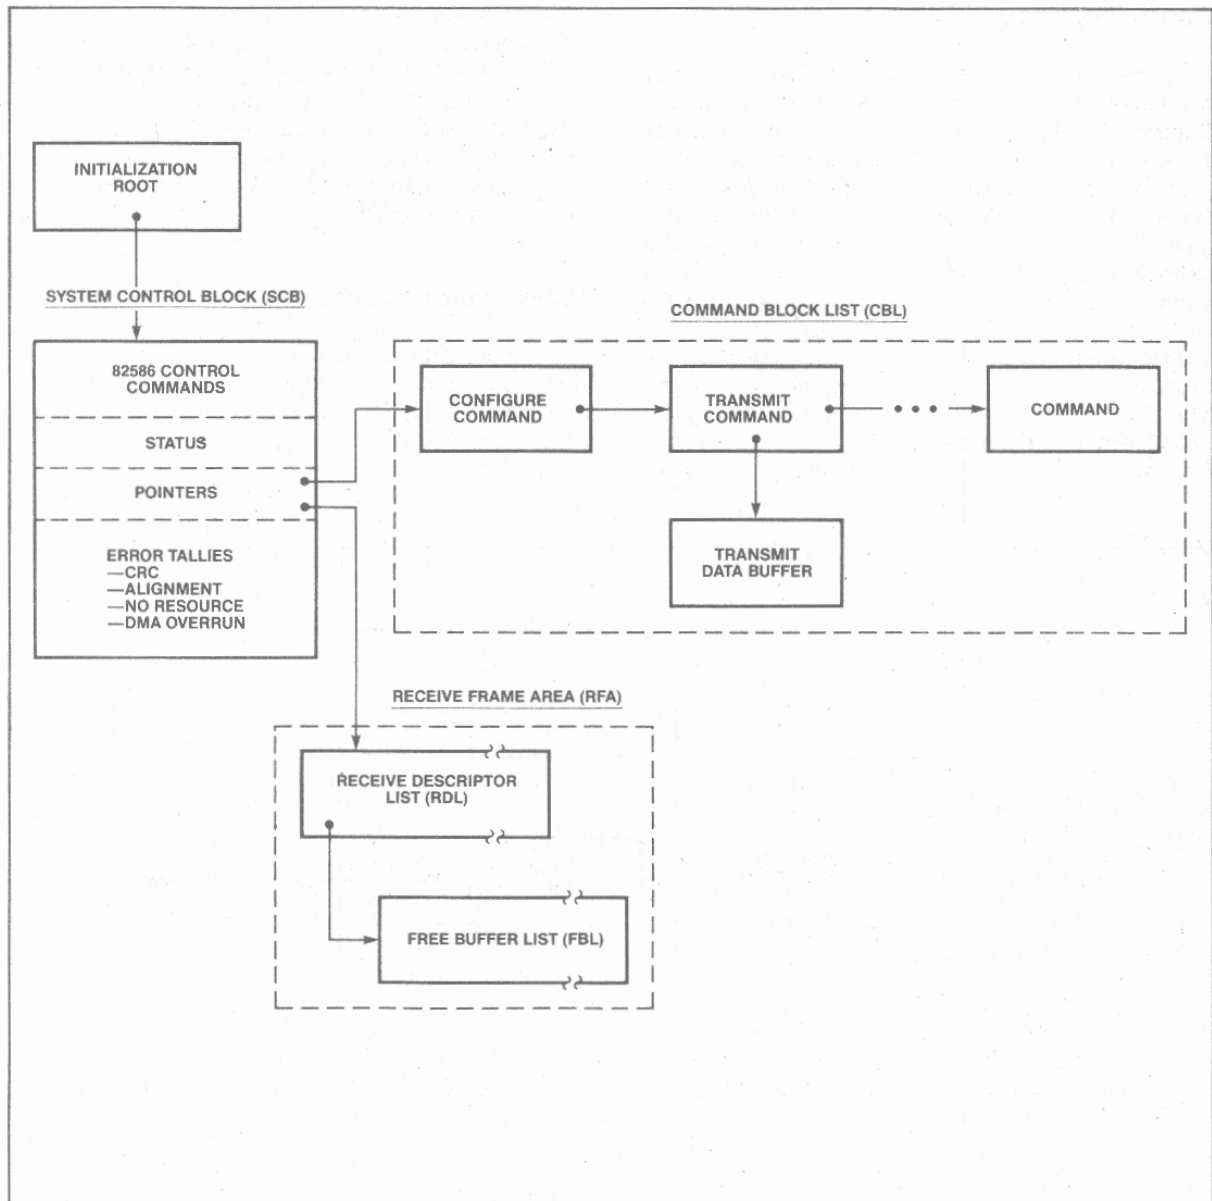 INITIALIZATION
ROOT
SYSTEM CONTROL BLOCK (SCB)
82586 CONTROL
COMMANDS
STATUS
POINTERS
ERROR TALLIES
—CRC
—ALIGNMENT
—NO RESOURCE
—DMA OVERRUN
COMMAND BLOCK LIST (CBL)
CONFIGURE
COMMAND
TRANSMIT
COMMAND
• • •
COMMAND
TRANSMIT
DATA BUFFER
RECEIVE FRAME AREA (RFA)
RECEIVE DESCRIPTOR
LIST (RDL)
FREE BUFFER LIST (FBL)